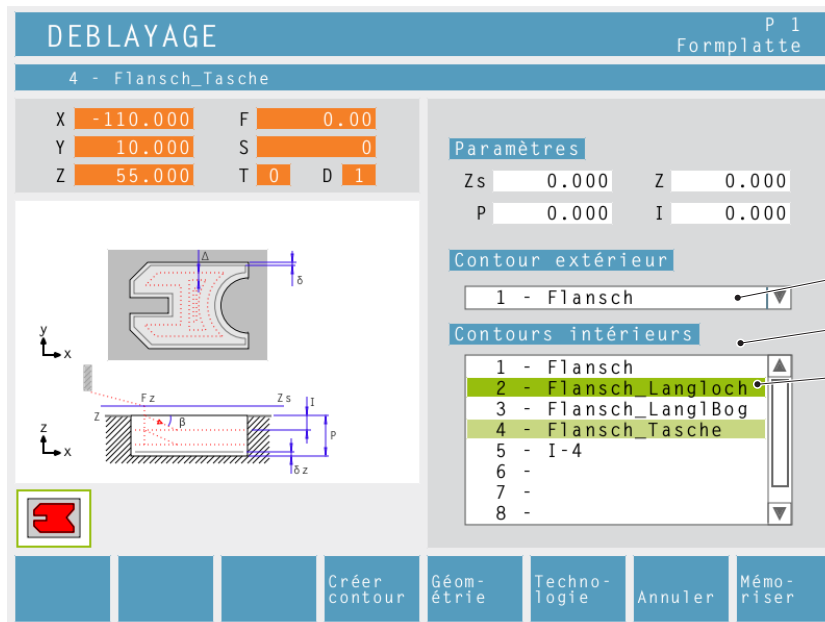 DEBLAYAGE
P 1
Formplatte
4 - Flansch_Tasche
X -110.000 F 0.00
Y 10.000 S 0
Z 55.000 T 0 D 1
Paramètres
Zs 0.000 Z 0.000
P 0.000 I 0.000
Contour extérieur
1 - Flansch
Contours intérieurs
1 - Flansch
2 - Flansch_Langloch
3 - Flansch_LanglBog
4 - Flansch_Tasche
5 - I-4
6 -
7 -
8 -
Δ
δ
y
x
Fz
Zs
I
Z
β
P
z
x
δz
Créer
contour
Géom-
étrie
Techno-
logie
Annuler
Mémo-
riser